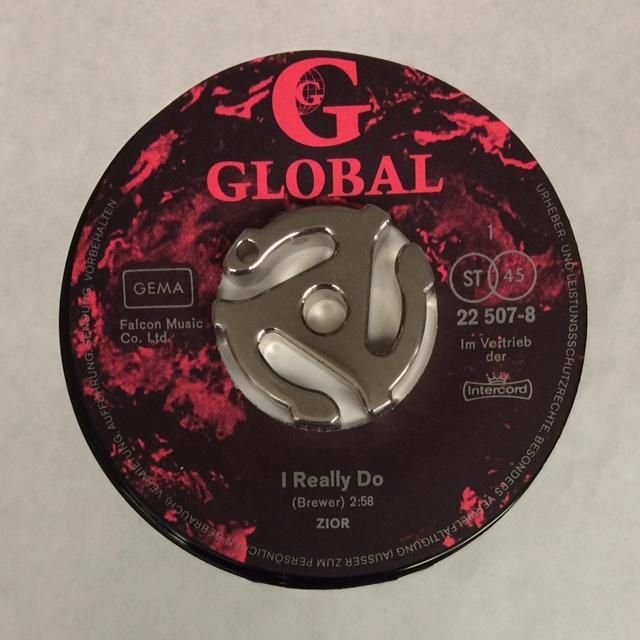 G
G
GLOBAL
1
GEMA
ST 45
22 507-8
Falcon Music
Co. Ltd.
Im Vertrieb
der
Intercord
I Really Do
(Brewer) 2:58
ZIOR
URHEBER- UND LEISTUNGSSCHUTZRECHTE, BESONDERS VERVIELFÄLTIGUNG (AUSSER ZUM PERSÖNLICHEN GEBRAUCH) VERMIETUNG, AUFFÜHRUNG, SENDUNG, VORBEHALTEN